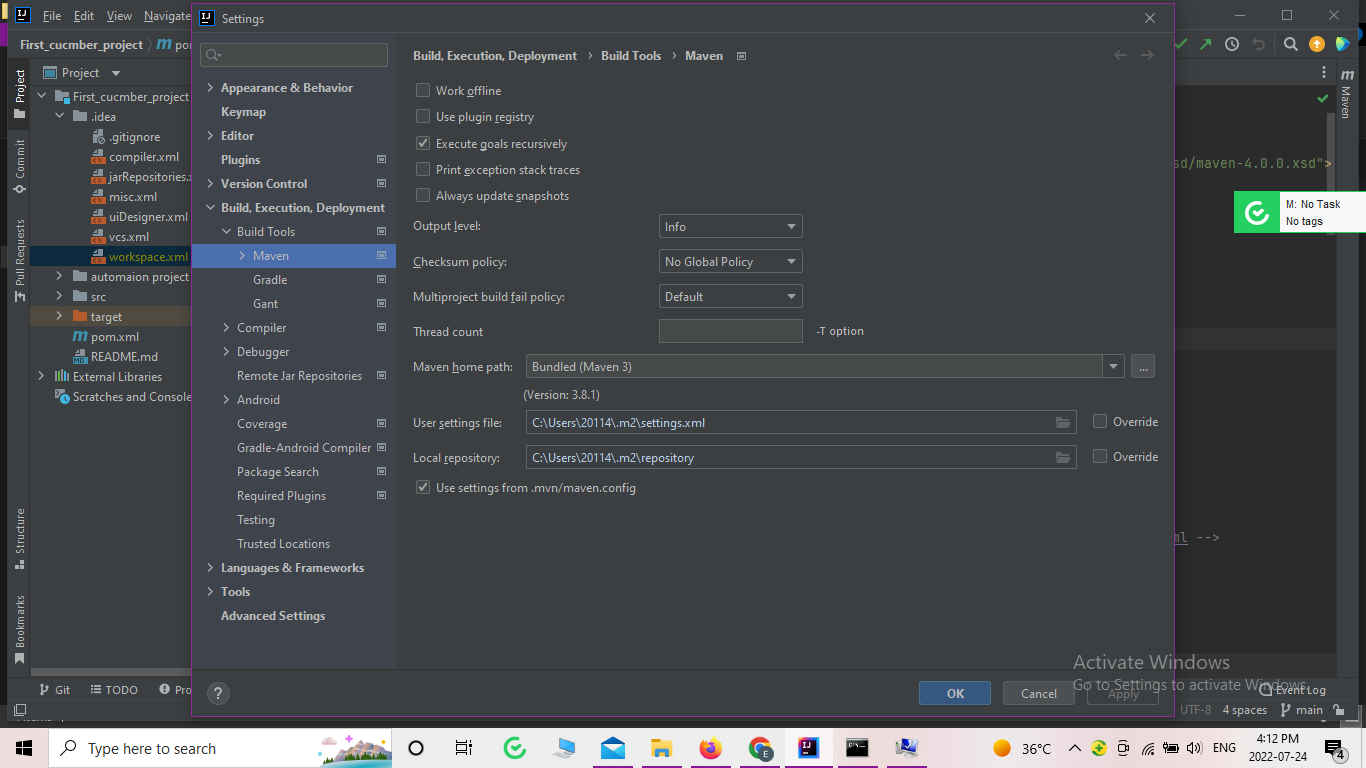 File Edit View Navigate
Settings
First_cucmber_project
Project
First_cucmber_project
.idea
.gitignore
compiler.xml
jarRepositories.x
misc.xml
uiDesigner.xml
vcs.xml
workspace.xml
automaion project
src
target
pom.xml
README.md
External Libraries
Scratches and Console
Project
Commit
Pull Requests
Structure
Bookmarks
Appearance & Behavior
Keymap
Editor
Plugins
Version Control
Build, Execution, Deployment
Build Tools
Maven
Gradle
Gant
Compiler
Debugger
Remote Jar Repositories
Android
Coverage
Gradle-Android Compiler
Package Search
Required Plugins
Testing
Trusted Locations
Languages & Frameworks
Tools
Advanced Settings
Build, Execution, Deployment › Build Tools › Maven
Work offline
Use plugin registry
Execute goals recursively
Print exception stack traces
Always update snapshots
Output level: Info
Checksum policy: No Global Policy
Multiproject build fail policy: Default
Thread count -T option
Maven home path: Bundled (Maven 3) ...
(Version: 3.8.1)
User settings file: C:\Users\20114\.m2\settings.xml Override
Local repository: C:\Users\20114\.m2\repository Override
Use settings from .mvn/maven.config
? OK Cancel Apply
Maven
sd/maven-4.0.0.xsd">
M: No Task
No tags
ml -->
Activate Windows
Go to Settings to activate Windows.
Git TODO Pro Event Log
UTF-8 4 spaces main
Type here to search
36°C ENG 4:12 PM
2022-07-24 4